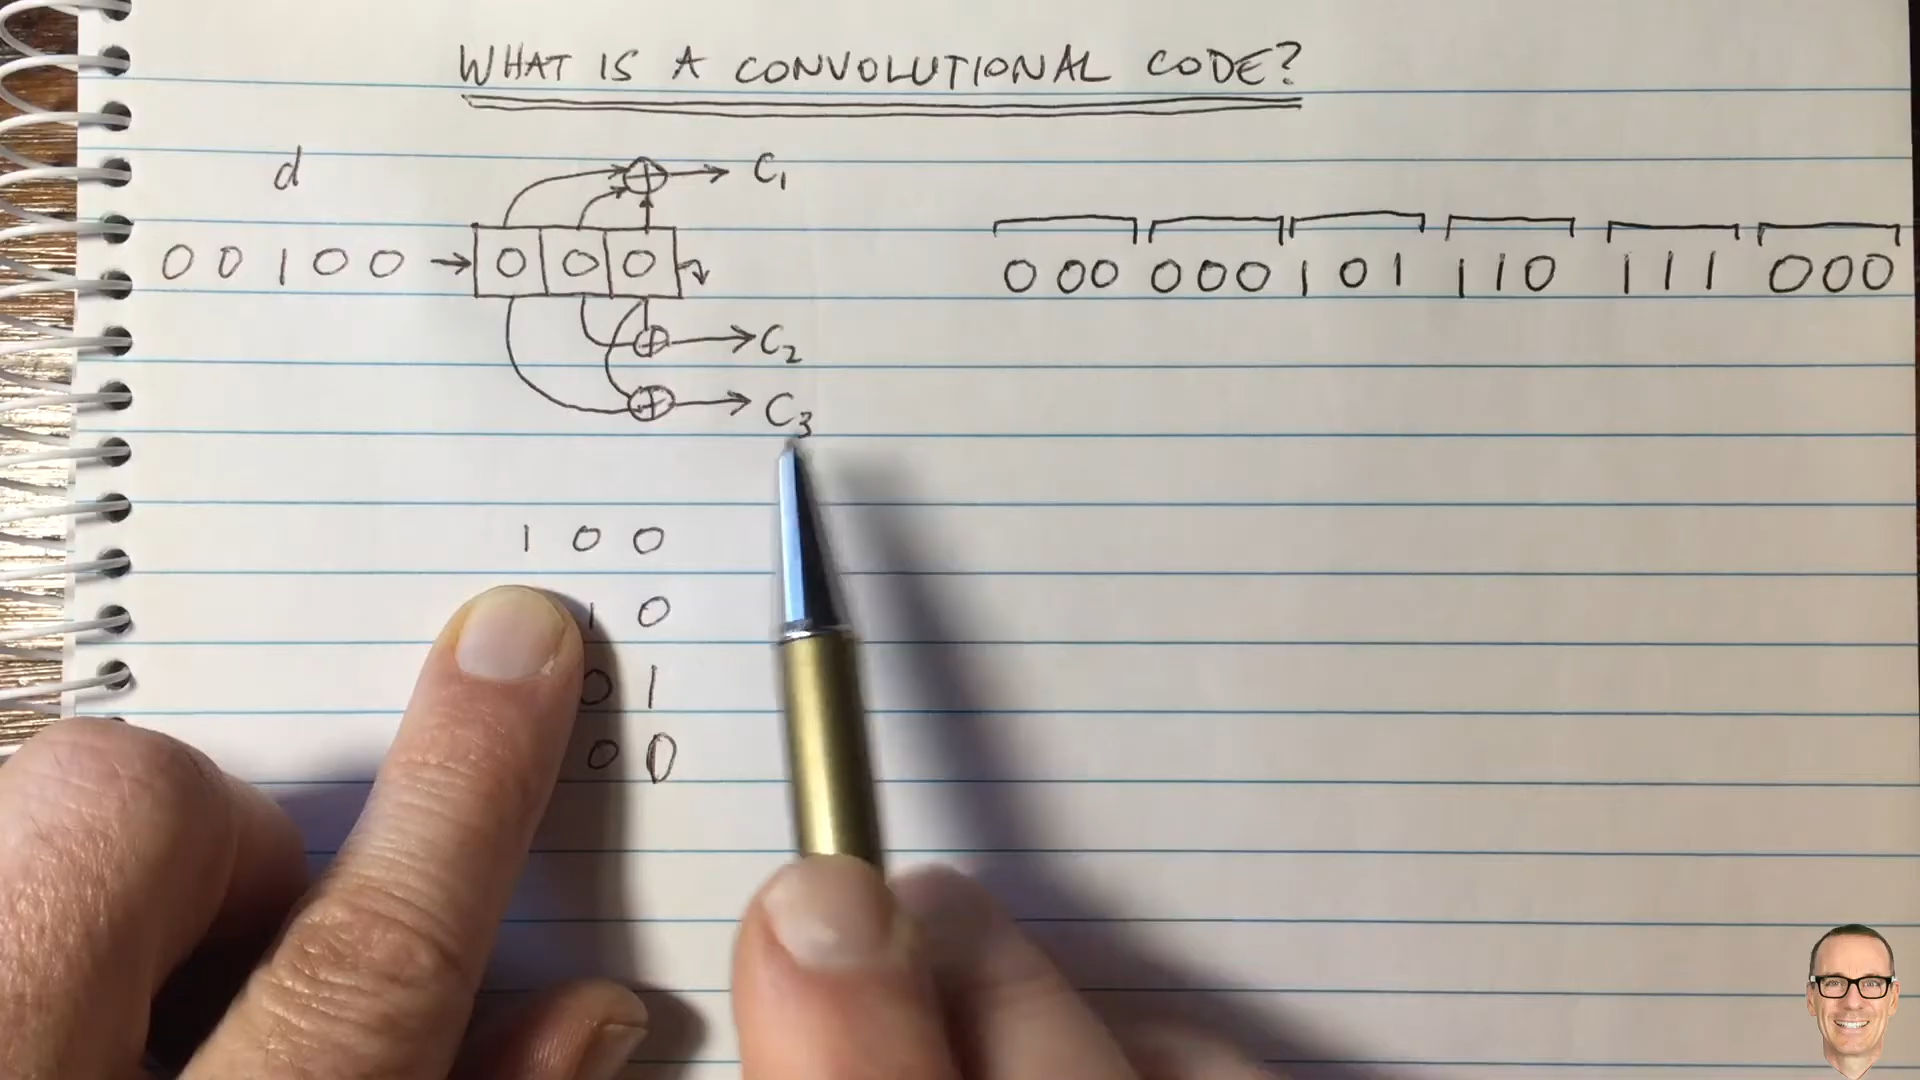 WHAT IS A CONVOLUTIONAL CODE?
d
C1
0 0 1 0 0 → 0 0 0
000 000 101 110 111 000
C2
C3
1 0 0
1 0
0 1
0 0